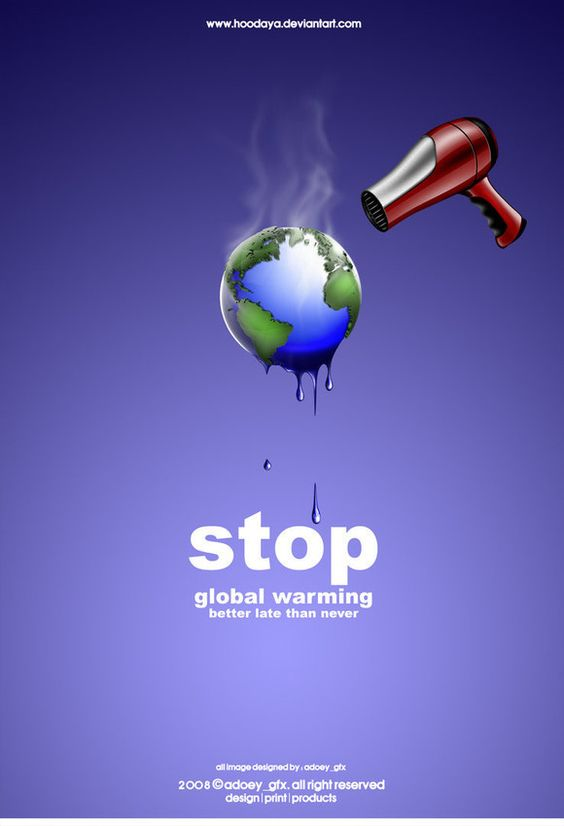 www.hoodaya.deviantart.com
stop
global warming
better late than never
all image designed by : adoey_gfx
2008 © adoey_gfx. all right reserved
design | print | products